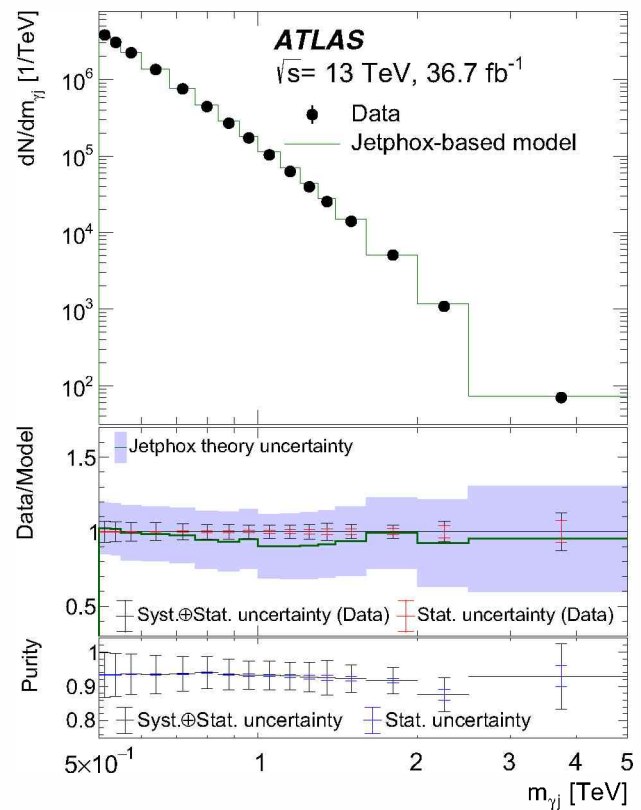 dN/dm_γj [1/TeV]
10⁶
10⁵
10⁴
10³
10²
ATLAS
√s= 13 TeV, 36.7 fb⁻¹
Data
Jetphox-based model
Data/Model
1.5
1
0.5
Jetphox theory uncertainty
Syst.⊕Stat. uncertainty (Data)
Stat. uncertainty (Data)
Purity
1
0.9
0.8
Syst.⊕Stat. uncertainty
Stat. uncertainty
5×10⁻¹ 1 2 3 4 5
m_γj [TeV]